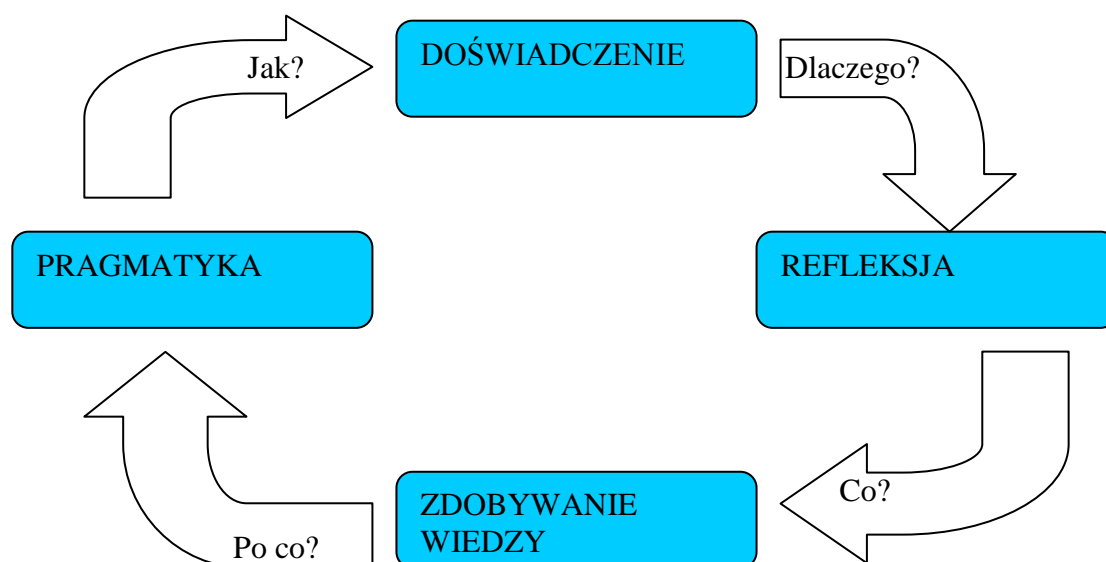 Jak?
DOŚWIADCZENIE
Dlaczego?
PRAGMATYKA
REFLEKSJA
Co?
ZDOBYWANIE
WIEDZY
Po co?